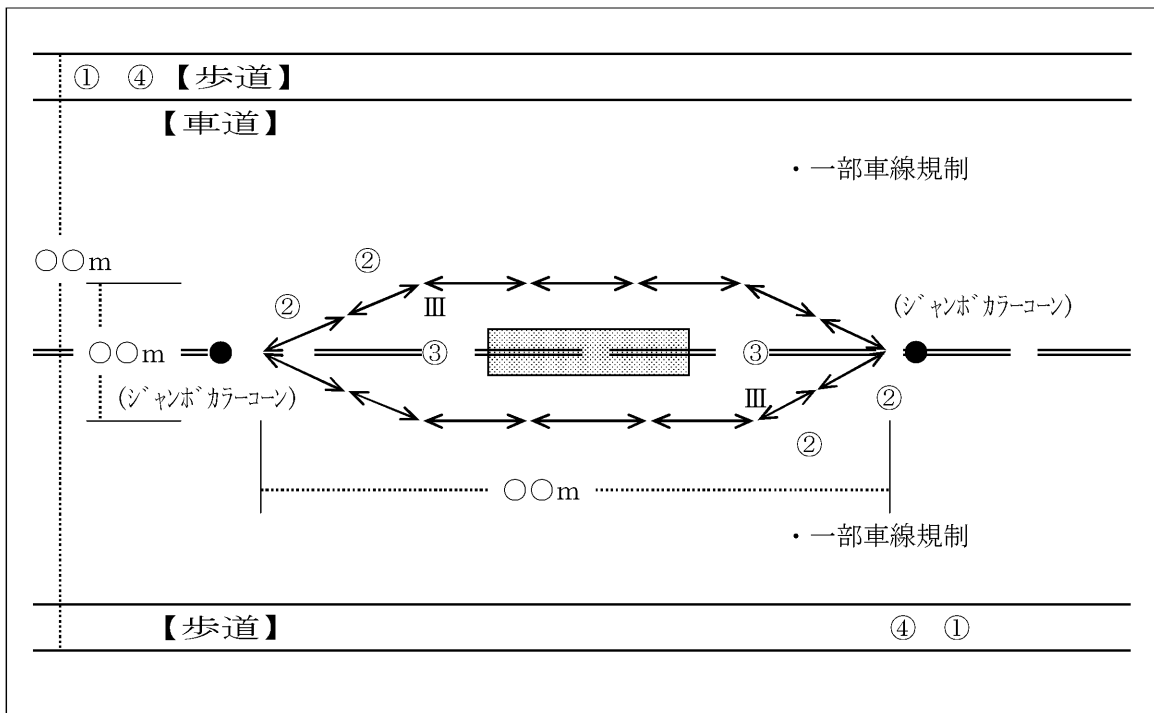 ① ④【歩道】
【車道】
・一部車線規制
○○m
②
②
Ⅲ
(ジャンボカラーコーン)
○○m
③
③
(ジャンボカラーコーン)
Ⅲ
②
②
○○m
・一部車線規制
【歩道】
④ ①